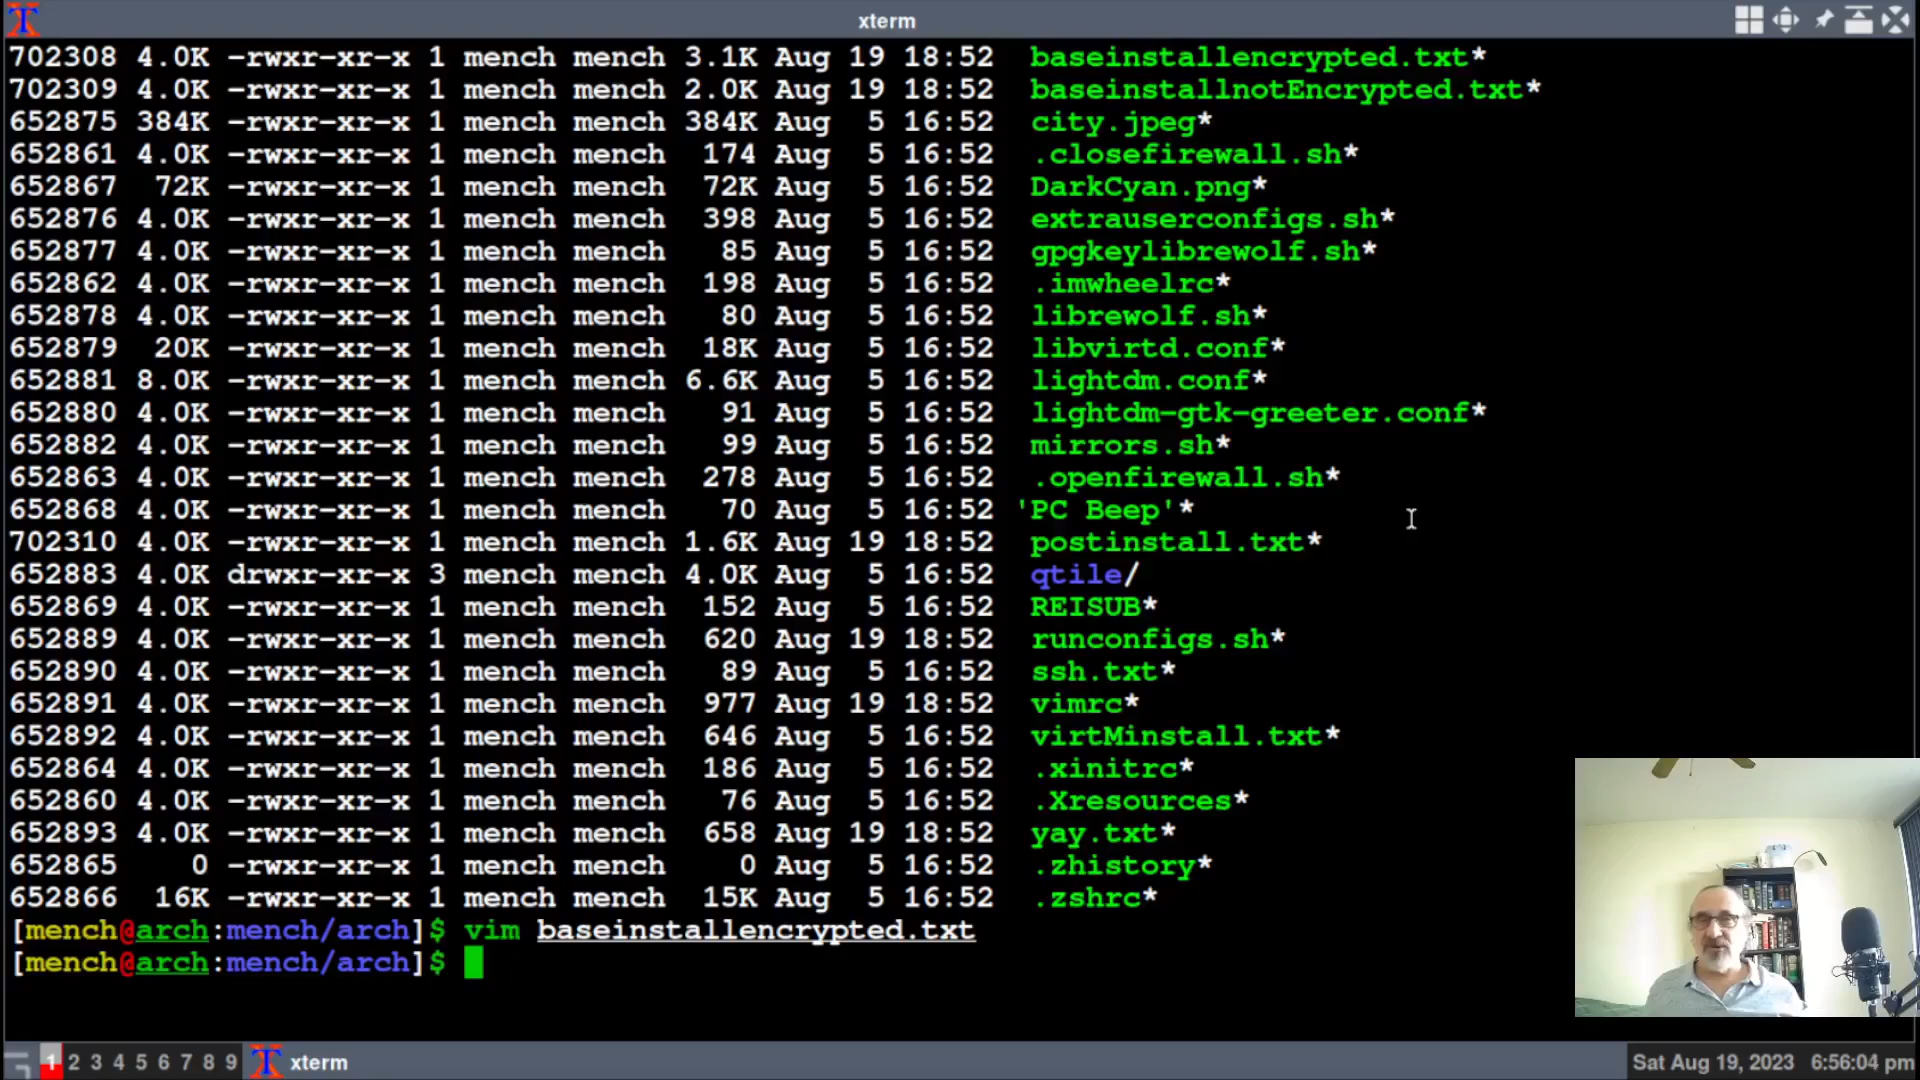 xterm
702308 4.0K -rwxr-xr-x 1 mench mench 3.1K Aug 19 18:52 baseinstallencrypted.txt*
702309 4.0K -rwxr-xr-x 1 mench mench 2.0K Aug 19 18:52 baseinstallnotEncrypted.txt*
652875 384K -rwxr-xr-x 1 mench mench 384K Aug 5 16:52 city.jpeg*
652861 4.0K -rwxr-xr-x 1 mench mench 174 Aug 5 16:52 .closefirewall.sh*
652867 72K -rwxr-xr-x 1 mench mench 72K Aug 5 16:52 DarkCyan.png*
652876 4.0K -rwxr-xr-x 1 mench mench 398 Aug 5 16:52 extrauserconfigs.sh*
652877 4.0K -rwxr-xr-x 1 mench mench 85 Aug 5 16:52 gpgkeylibrewolf.sh*
652862 4.0K -rwxr-xr-x 1 mench mench 198 Aug 5 16:52 .imwheelrc*
652878 4.0K -rwxr-xr-x 1 mench mench 80 Aug 5 16:52 librewolf.sh*
652879 20K -rwxr-xr-x 1 mench mench 18K Aug 5 16:52 libvirtd.conf*
652881 8.0K -rwxr-xr-x 1 mench mench 6.6K Aug 5 16:52 lightdm.conf*
652880 4.0K -rwxr-xr-x 1 mench mench 91 Aug 5 16:52 lightdm-gtk-greeter.conf*
652882 4.0K -rwxr-xr-x 1 mench mench 99 Aug 5 16:52 mirrors.sh*
652863 4.0K -rwxr-xr-x 1 mench mench 278 Aug 5 16:52 .openfirewall.sh*
652868 4.0K -rwxr-xr-x 1 mench mench 70 Aug 5 16:52 'PC Beep'*
702310 4.0K -rwxr-xr-x 1 mench mench 1.6K Aug 19 18:52 postinstall.txt*
652883 4.0K drwxr-xr-x 3 mench mench 4.0K Aug 5 16:52 qtile/
652869 4.0K -rwxr-xr-x 1 mench mench 152 Aug 5 16:52 REISUB*
652889 4.0K -rwxr-xr-x 1 mench mench 620 Aug 19 18:52 runconfigs.sh*
652890 4.0K -rwxr-xr-x 1 mench mench 89 Aug 5 16:52 ssh.txt*
652891 4.0K -rwxr-xr-x 1 mench mench 977 Aug 19 18:52 vimrc*
652892 4.0K -rwxr-xr-x 1 mench mench 646 Aug 5 16:52 virtMinstall.txt*
652864 4.0K -rwxr-xr-x 1 mench mench 186 Aug 5 16:52 .xinitrc*
652860 4.0K -rwxr-xr-x 1 mench mench 76 Aug 5 16:52 .Xresources*
652893 4.0K -rwxr-xr-x 1 mench mench 658 Aug 19 18:52 yay.txt*
652865 0 -rwxr-xr-x 1 mench mench 0 Aug 5 16:52 .zhistory*
652866 16K -rwxr-xr-x 1 mench mench 15K Aug 5 16:52 .zshrc*
[mench@arch:mench/arch]$ vim baseinstallencrypted.txt
[mench@arch:mench/arch]$
1 2 3 4 5 6 7 8 9 xterm Sat Aug 19, 2023 6:56:04 pm